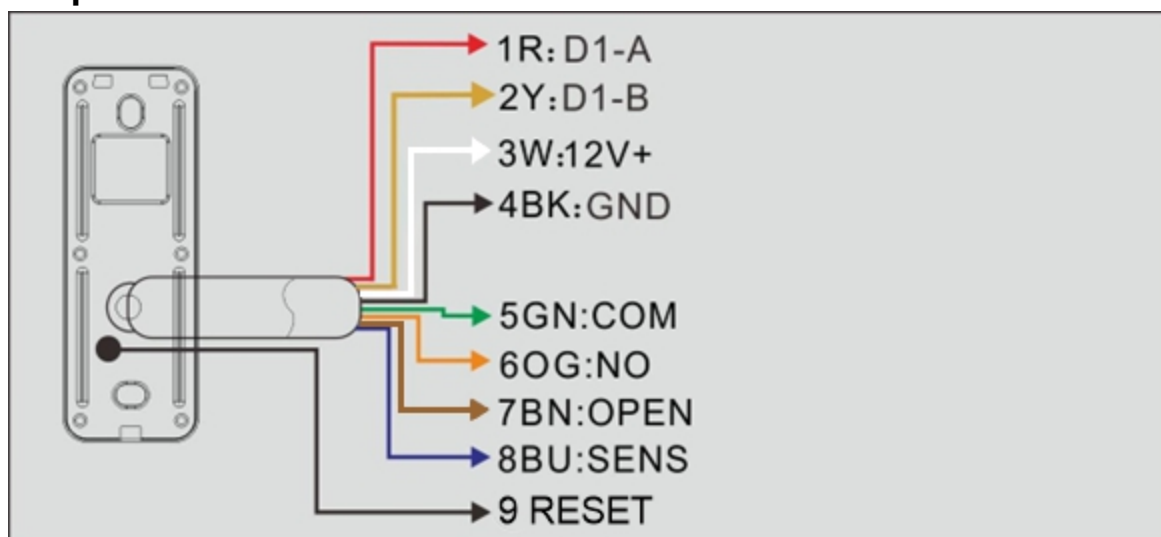 1R: D1-A
2Y:D1-B
3W:12V+
4BK:GND
5GN:COM
6OG:NO
7BN:OPEN
8BU:SENS
9 RESET